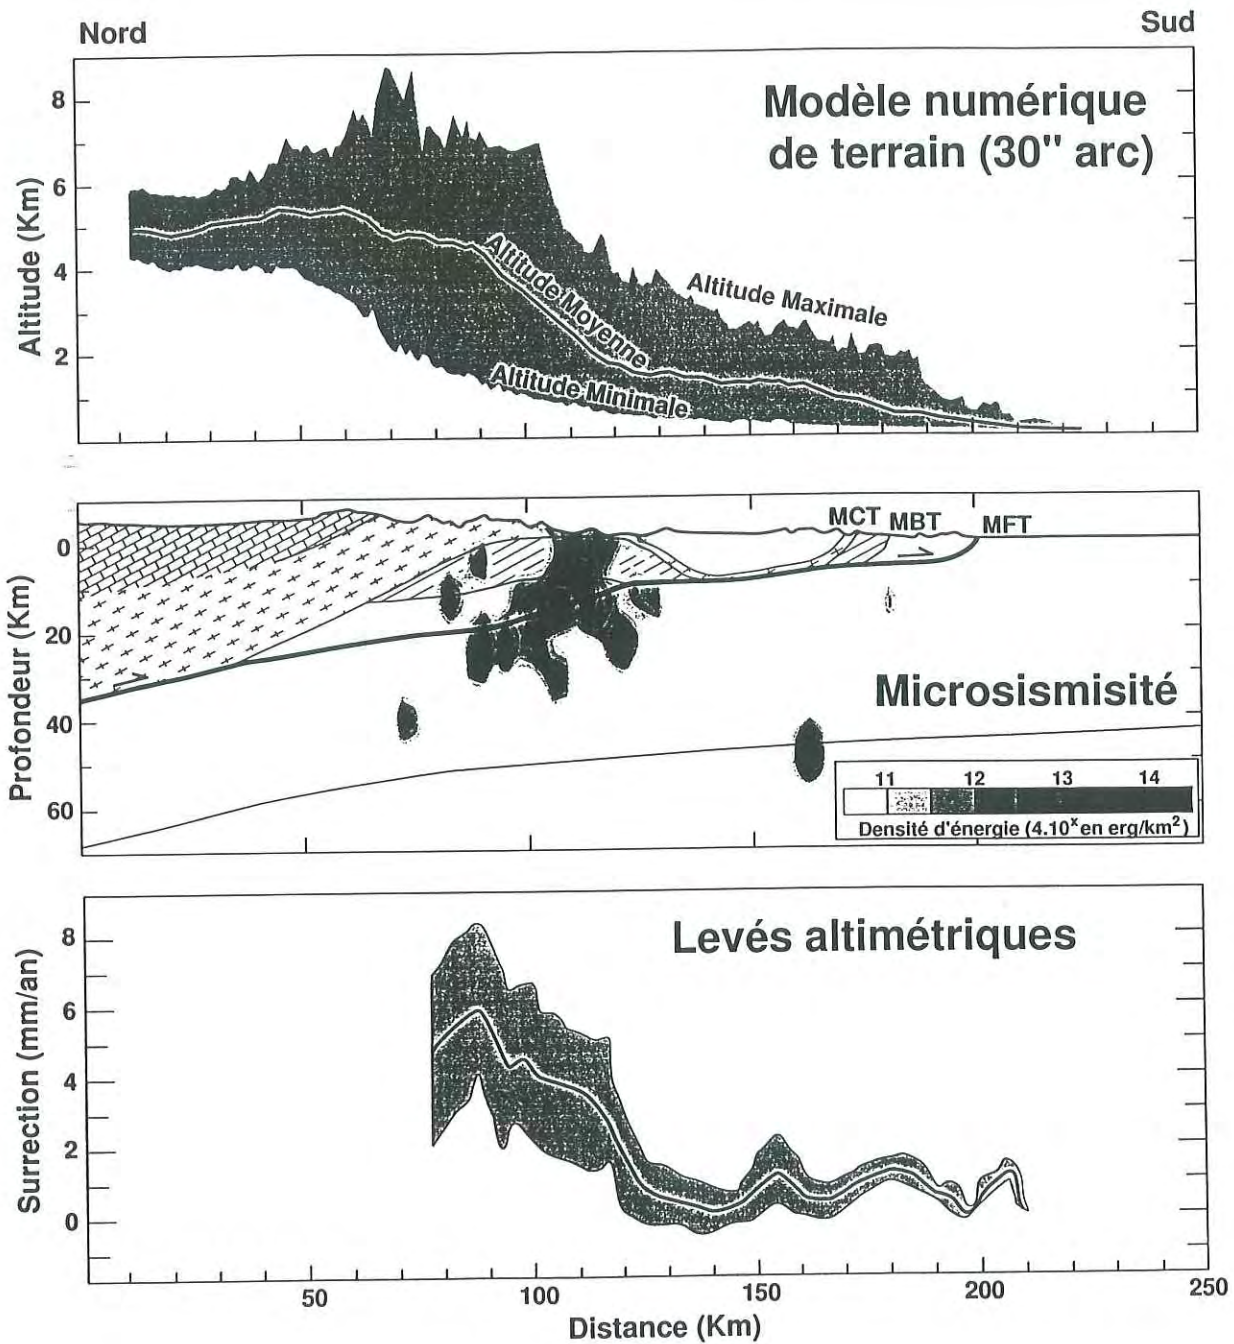 Nord
Sud
Modèle numérique
de terrain (30" arc)
Altitude (Km)
8
6
4
2
Altitude Maximale
Altitude Moyenne
Altitude Minimale
MCT MBT MFT
Profondeur (Km)
0
20
40
60
Microsismisité
11 12 13 14
Densité d'énergie (4.10ˣ en erg/km²)
Levés altimétriques
Surrection (mm/an)
8
6
4
2
0
50 100 150 200 250
Distance (Km)